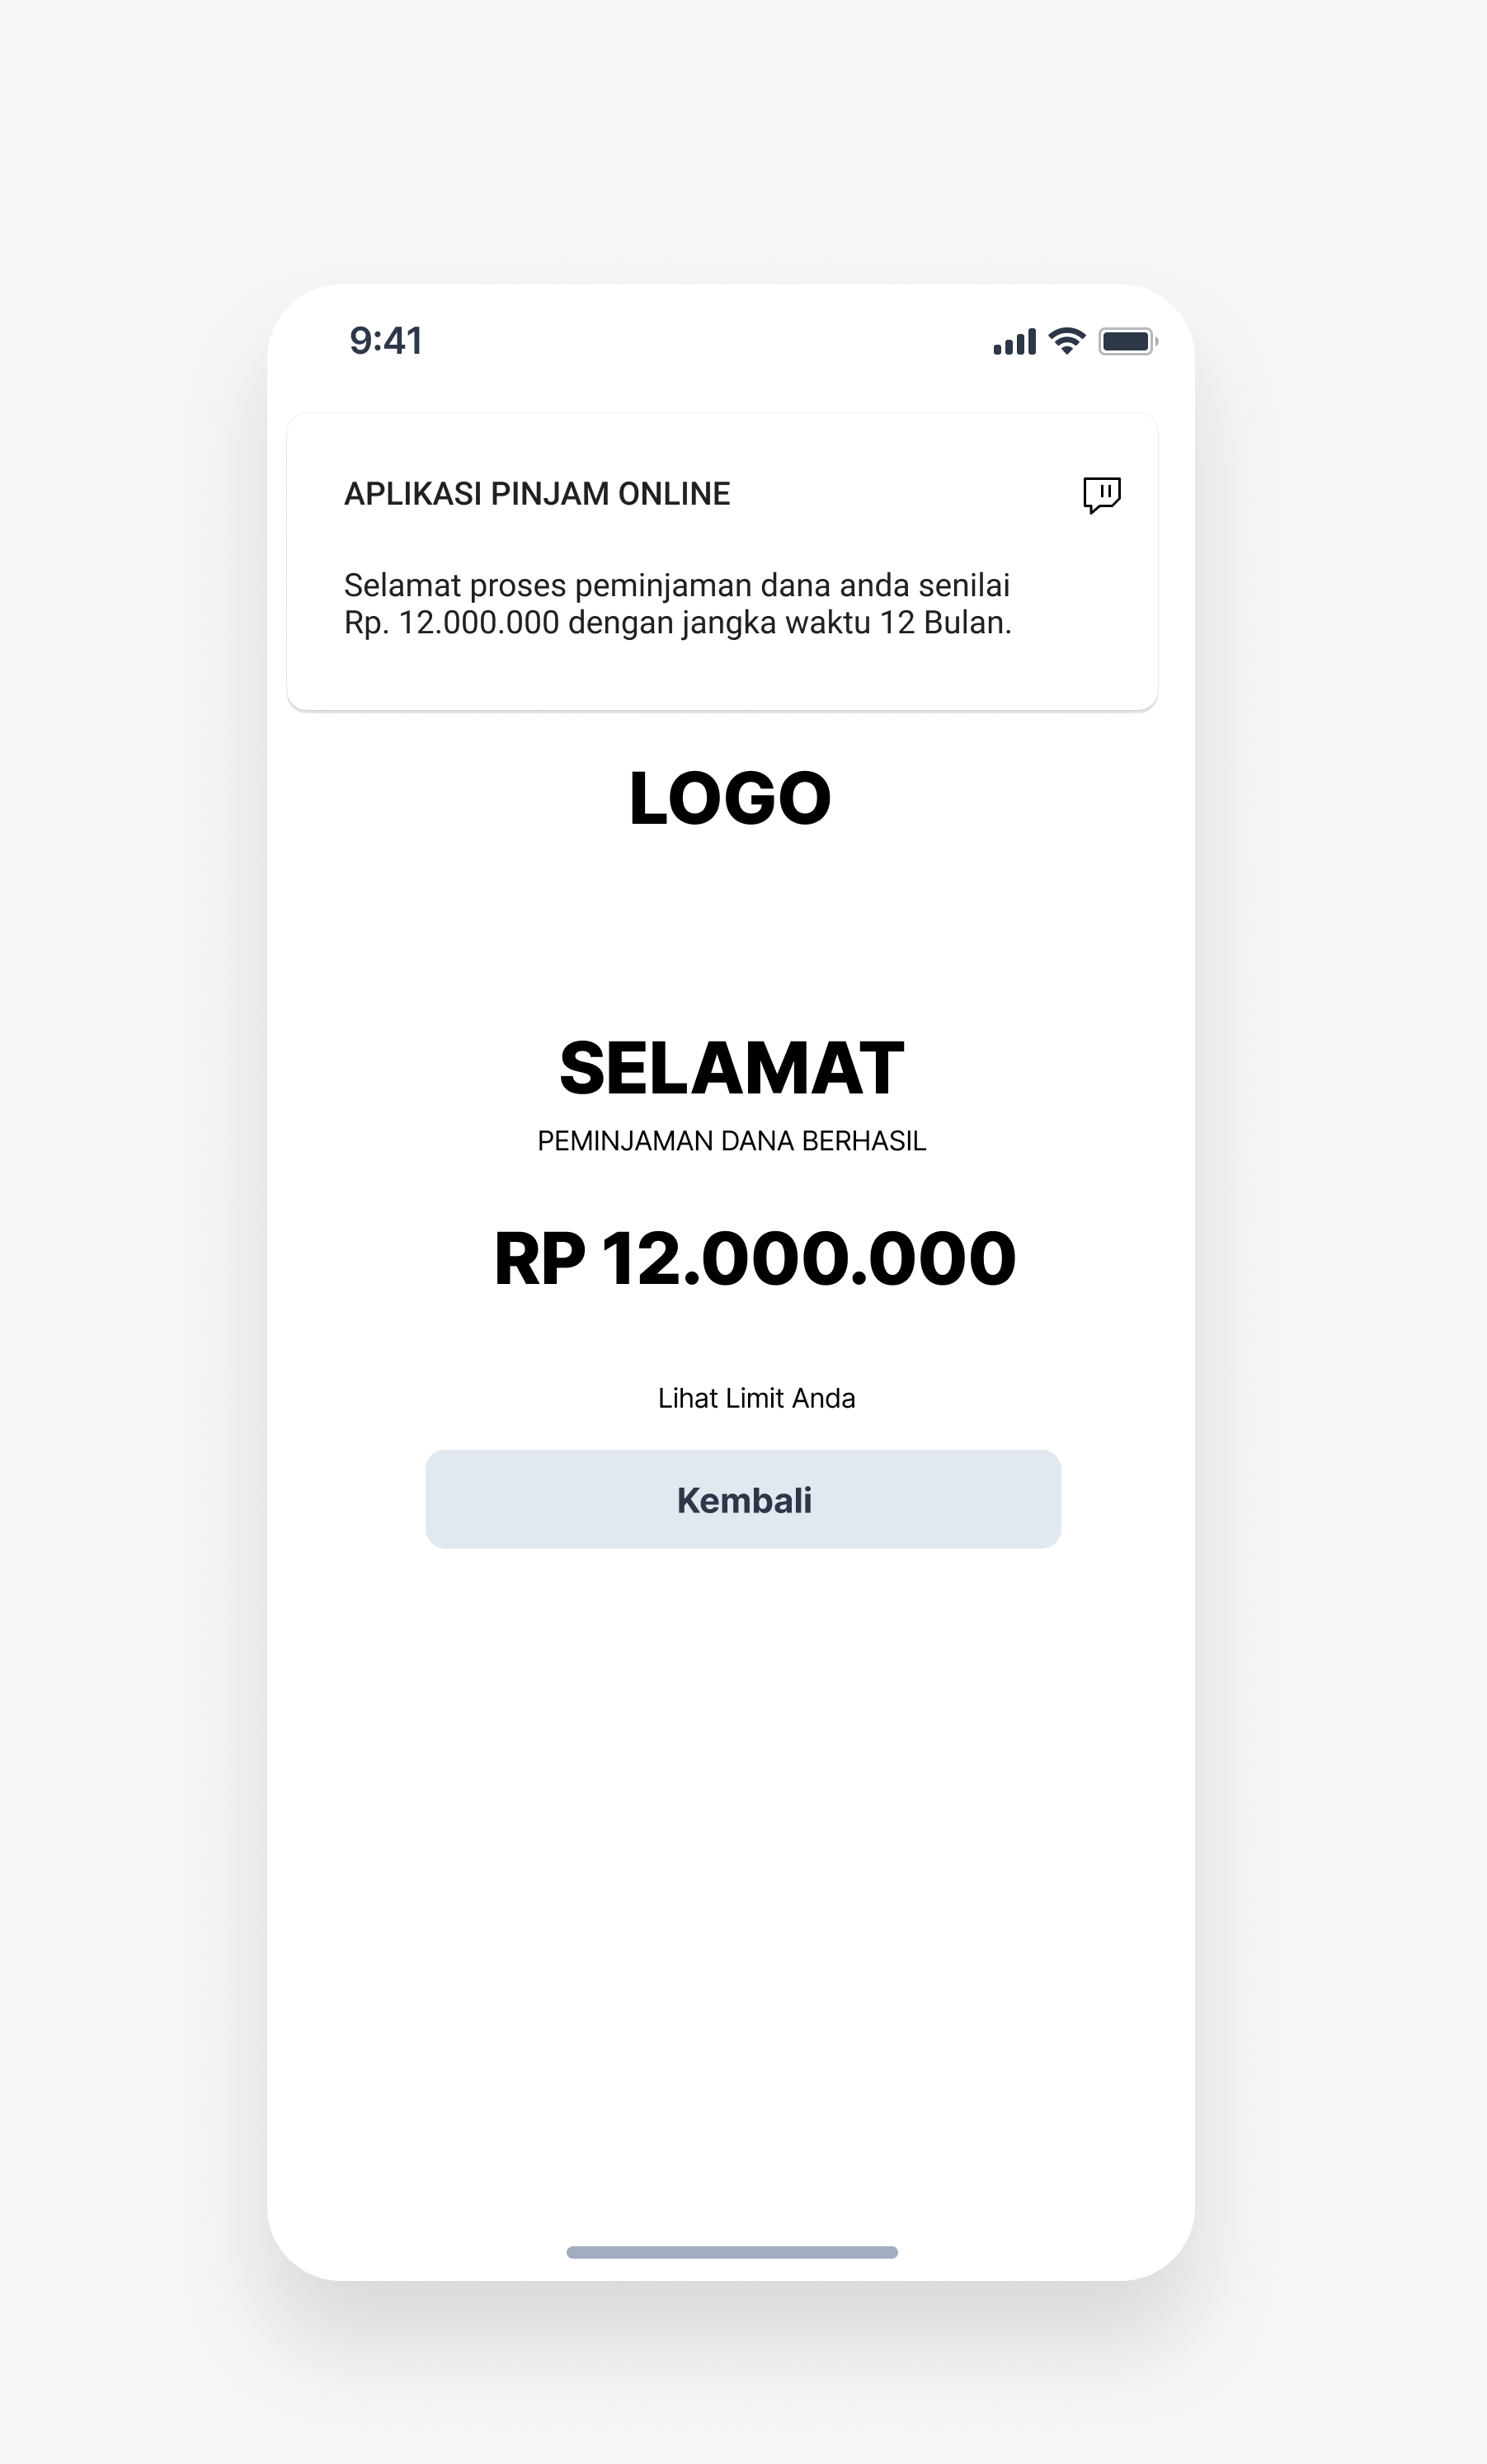 9:41
APLIKASI PINJAM ONLINE
Selamat proses peminjaman dana anda senilai
Rp. 12.000.000 dengan jangka waktu 12 Bulan.
LOGO
SELAMAT
PEMINJAMAN DANA BERHASIL
RP 12.000.000
Lihat Limit Anda
Kembali